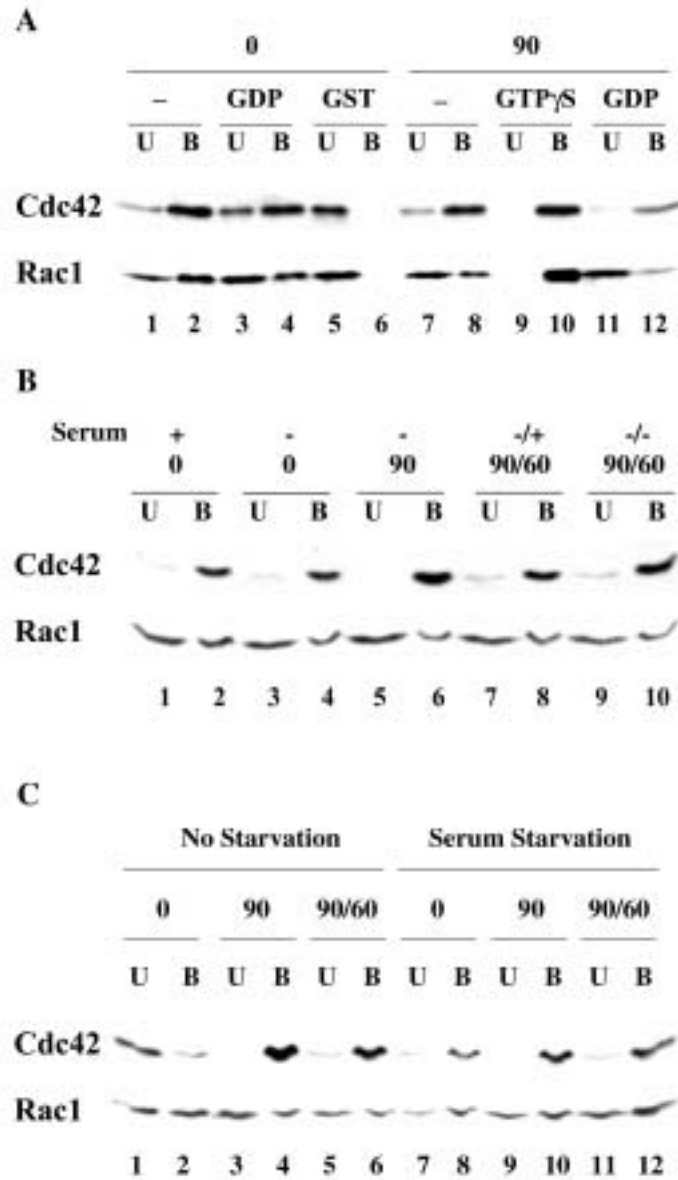 A
0 90
– GDP GST – GTPγS GDP
U B U B U B U B U B U B
Cdc42
Rac1
1 2 3 4 5 6 7 8 9 10 11 12
B
Serum + - - -/+ -/-
0 0 90 90/60 90/60
U B U B U B U B U B
Cdc42
Rac1
1 2 3 4 5 6 7 8 9 10
C
No Starvation Serum Starvation
0 90 90/60 0 90 90/60
U B U B U B U B U B U B
Cdc42
Rac1
1 2 3 4 5 6 7 8 9 10 11 12